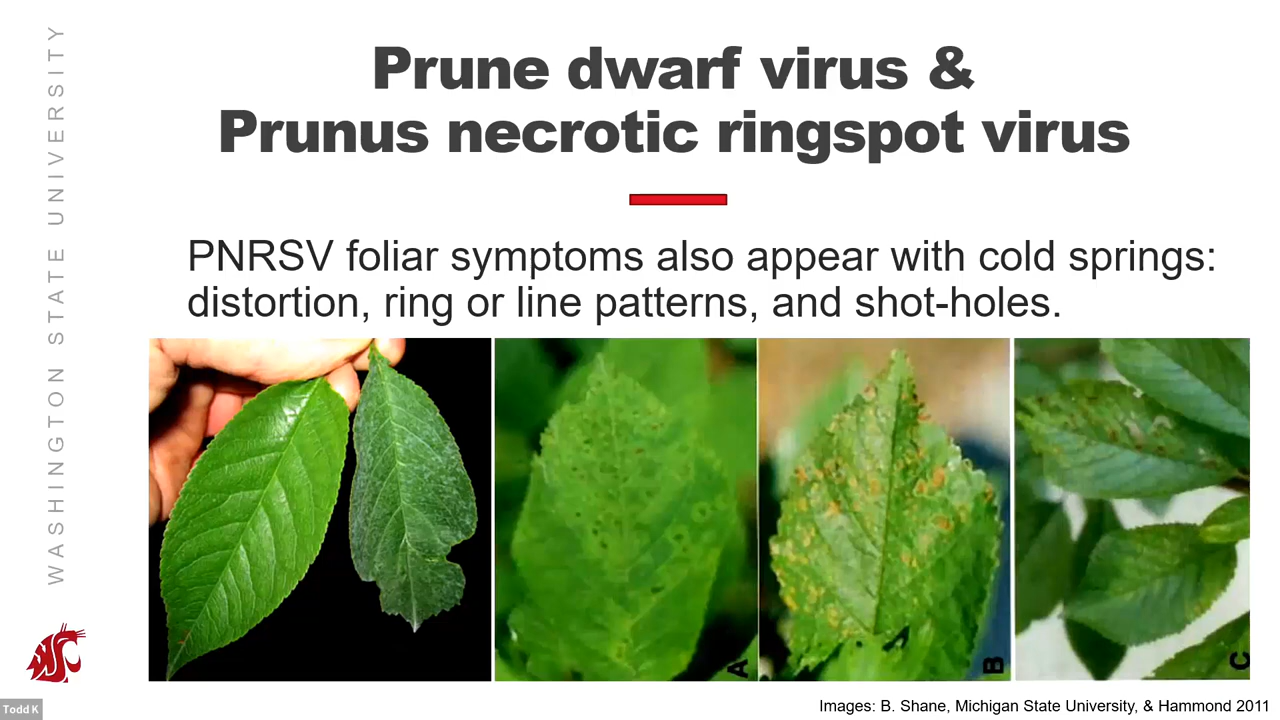 WASHINGTON STATE UNIVERSITY
Prune dwarf virus &
Prunus necrotic ringspot virus
PNRSV foliar symptoms also appear with cold springs:
distortion, ring or line patterns, and shot-holes.
A
B
C
Images: B. Shane, Michigan State University, & Hammond 2011
WSU
Todd K